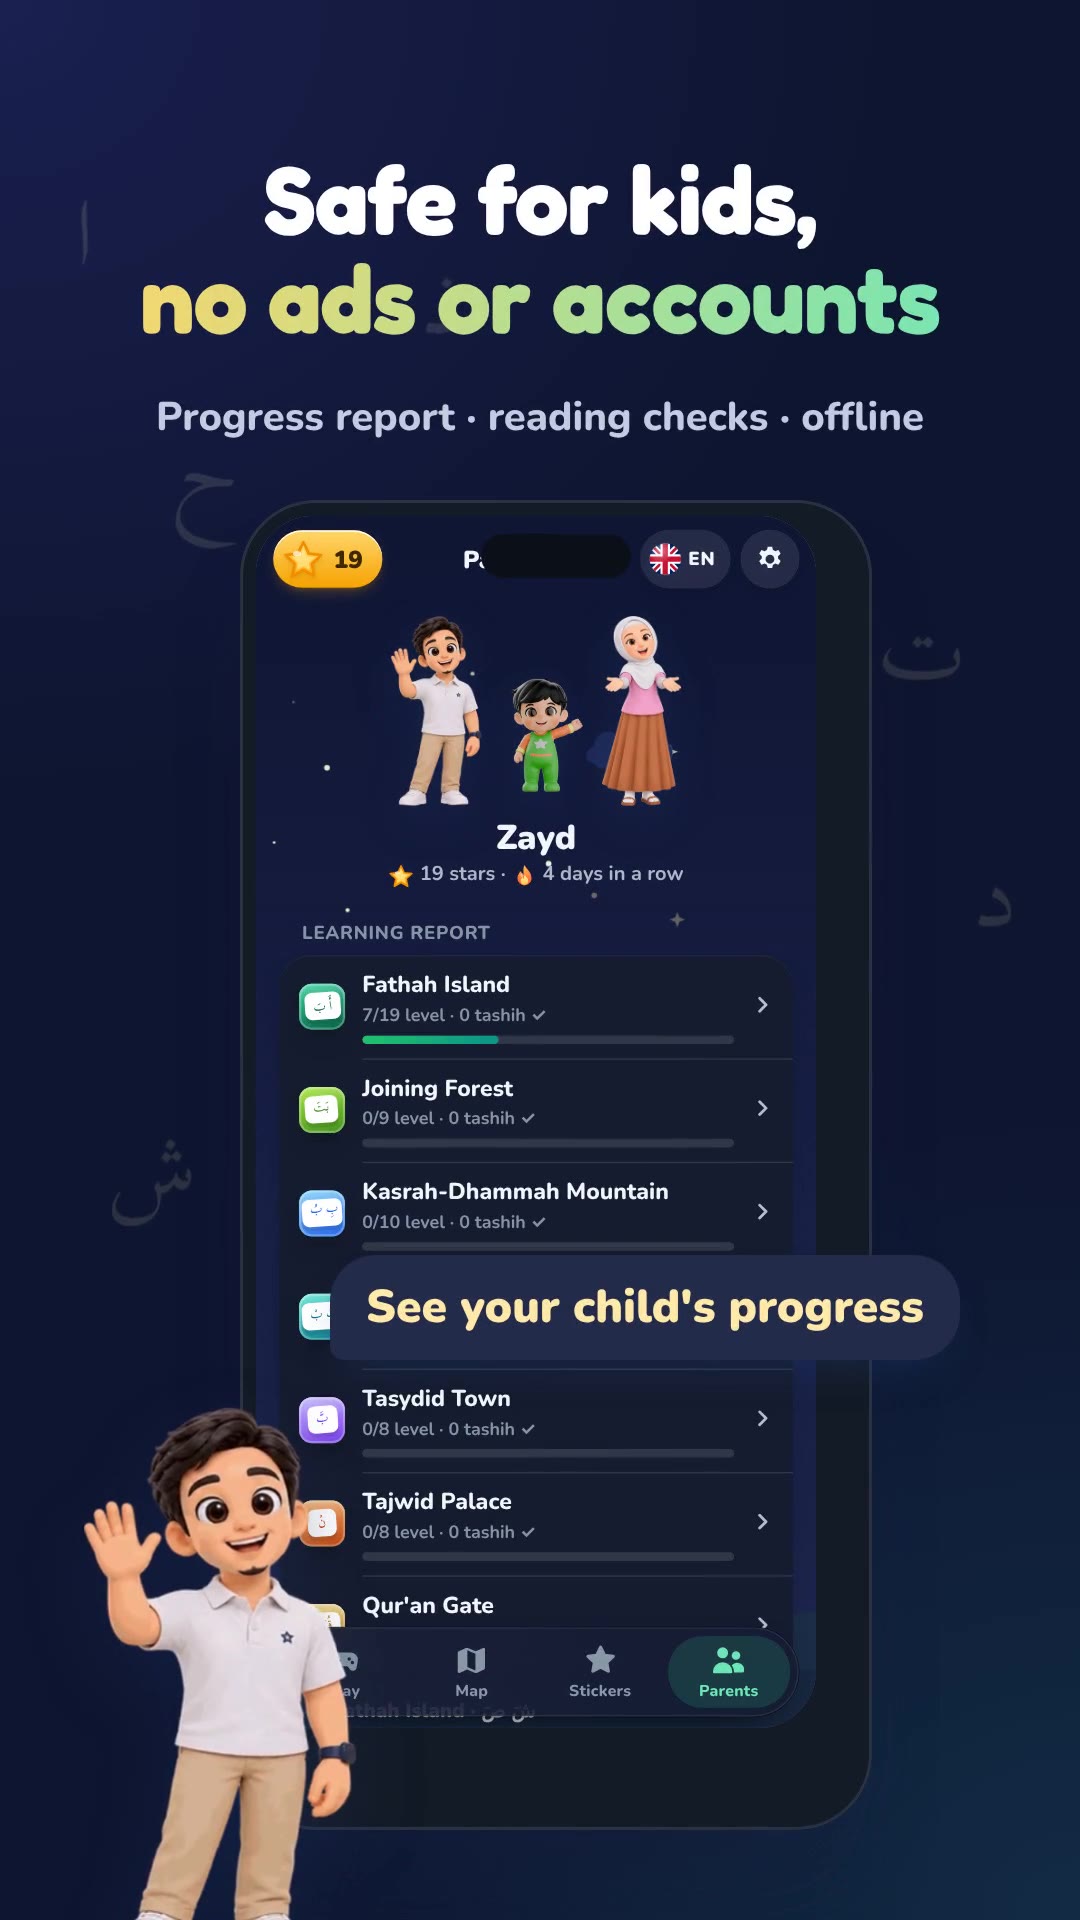 Safe for kids,
no ads or accounts
Progress report · reading checks · offline
ا
ح
ت
د
ش
19
EN
Zayd
19 stars · 4 days in a row
LEARNING REPORT
أَبَ
Fathah Island
7/19 level · 0 tashih ✓
بَتَ
Joining Forest
0/9 level · 0 tashih ✓
بِ بُ
Kasrah-Dhammah Mountain
0/10 level · 0 tashih ✓
See your child's progress
بَّ
Tasydid Town
0/8 level · 0 tashih ✓
نْ
Tajwid Palace
0/8 level · 0 tashih ✓
Qur'an Gate
Map
Stickers
Parents
Island ·